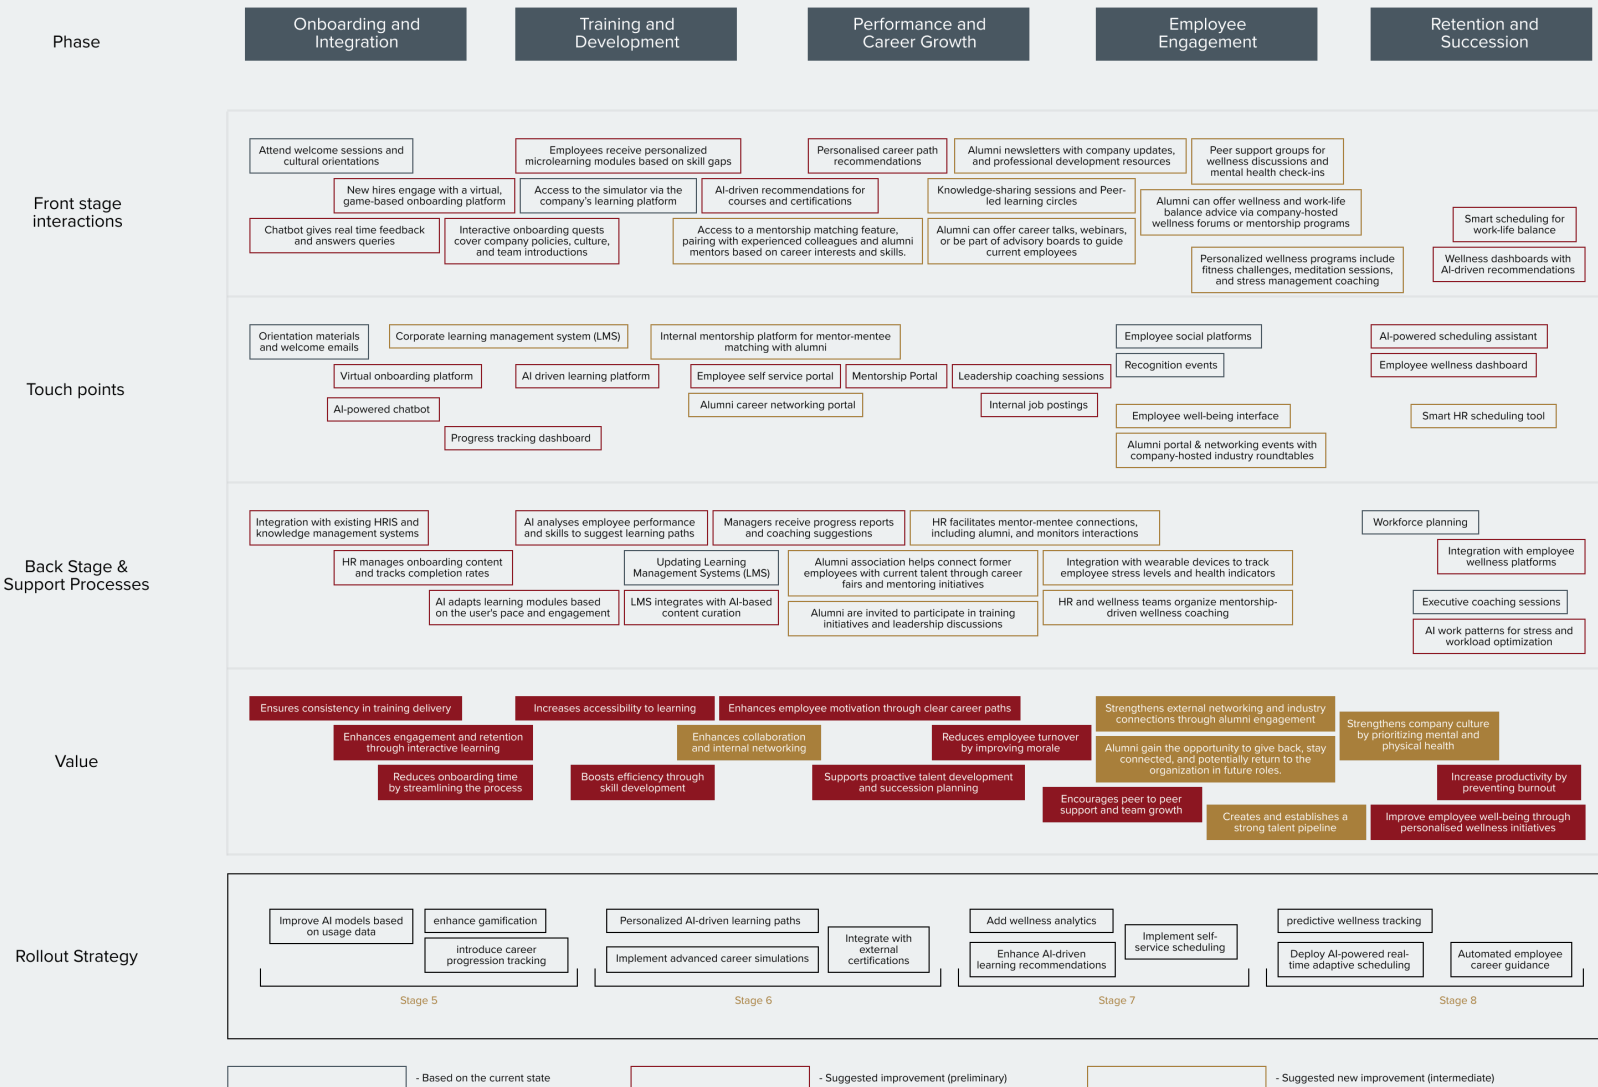 Phase
Onboarding and
Integration
Training and
Development
Performance and
Career Growth
Employee
Engagement
Retention and
Succession
Front stage
interactions
Attend welcome sessions and
cultural orientations
New hires engage with a virtual,
game-based onboarding platform
Chatbot gives real time feedback
and answers queries
Interactive onboarding quests
cover company policies, culture,
and team introductions
Employees receive personalized
microlearning modules based on skill gaps
Access to the simulator via the
company's learning platform
AI-driven recommendations for
courses and certifications
Access to a mentorship matching feature,
pairing with experienced colleagues and alumni
mentors based on career interests and skills.
Personalised career path
recommendations
Alumni newsletters with company updates,
and professional development resources
Knowledge-sharing sessions and Peer-
led learning circles
Alumni can offer career talks, webinars,
or be part of advisory boards to guide
current employees
Peer support groups for
wellness discussions and
mental health check-ins
Alumni can offer wellness and work-life
balance advice via company-hosted
wellness forums or mentorship programs
Personalized wellness programs include
fitness challenges, meditation sessions,
and stress management coaching
Smart scheduling for
work-life balance
Wellness dashboards with
AI-driven recommendations
Touch points
Orientation materials
and welcome emails
Corporate learning management system (LMS)
Virtual onboarding platform
AI-powered chatbot
Progress tracking dashboard
AI driven learning platform
Internal mentorship platform for mentor-mentee
matching with alumni
Employee self service portal
Mentorship Portal
Leadership coaching sessions
Alumni career networking portal
Internal job postings
Employee social platforms
Recognition events
Employee well-being interface
Alumni portal & networking events with
company-hosted industry roundtables
AI-powered scheduling assistant
Employee wellness dashboard
Smart HR scheduling tool
Back Stage &
Support Processes
Integration with existing HRIS and
knowledge management systems
HR manages onboarding content
and tracks completion rates
AI adapts learning modules based
on the user's pace and engagement
AI analyses employee performance
and skills to suggest learning paths
Updating Learning
Management Systems (LMS)
LMS integrates with AI-based
content curation
Managers receive progress reports
and coaching suggestions
HR facilitates mentor-mentee connections,
including alumni, and monitors interactions
Alumni association helps connect former
employees with current talent through career
fairs and mentoring initiatives
Alumni are invited to participate in training
initiatives and leadership discussions
Integration with wearable devices to track
employee stress levels and health indicators
HR and wellness teams organize mentorship-
driven wellness coaching
Workforce planning
Integration with employee
wellness platforms
Executive coaching sessions
AI work patterns for stress and
workload optimization
Value
Ensures consistency in training delivery
Enhances engagement and retention
through interactive learning
Reduces onboarding time
by streamlining the process
Increases accessibility to learning
Enhances collaboration
and internal networking
Boosts efficiency through
skill development
Enhances employee motivation through clear career paths
Reduces employee turnover
by improving morale
Supports proactive talent development
and succession planning
Strengthens external networking and industry
connections through alumni engagement
Alumni gain the opportunity to give back, stay
connected, and potentially return to the
organization in future roles.
Encourages peer to peer
support and team growth
Creates and establishes a
strong talent pipeline
Strengthens company culture
by prioritizing mental and
physical health
Increase productivity by
preventing burnout
Improve employee well-being through
personalised wellness initiatives
Rollout Strategy
Improve AI models based
on usage data
enhance gamification
introduce career
progression tracking
Stage 5
Personalized AI-driven learning paths
Implement advanced career simulations
Integrate with
external
certifications
Stage 6
Add wellness analytics
Enhance AI-driven
learning recommendations
Implement self-
service scheduling
Stage 7
predictive wellness tracking
Deploy AI-powered real-
time adaptive scheduling
Automated employee
career guidance
Stage 8
- Based on the current state
- Suggested improvement (preliminary)
- Suggested new improvement (intermediate)